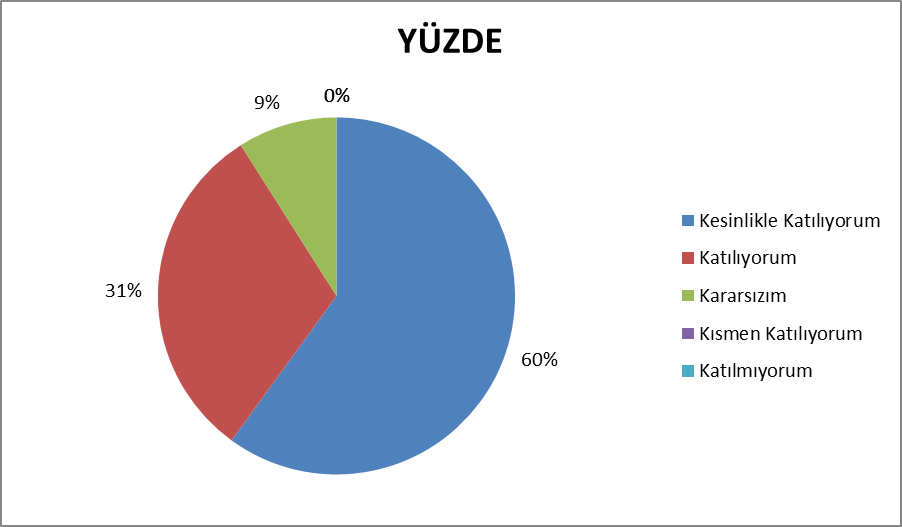 YÜZDE
9%
0%
31%
60%
Kesinlikle Katılıyorum
Katılıyorum
Kararsızım
Kısmen Katılıyorum
Katılmıyorum